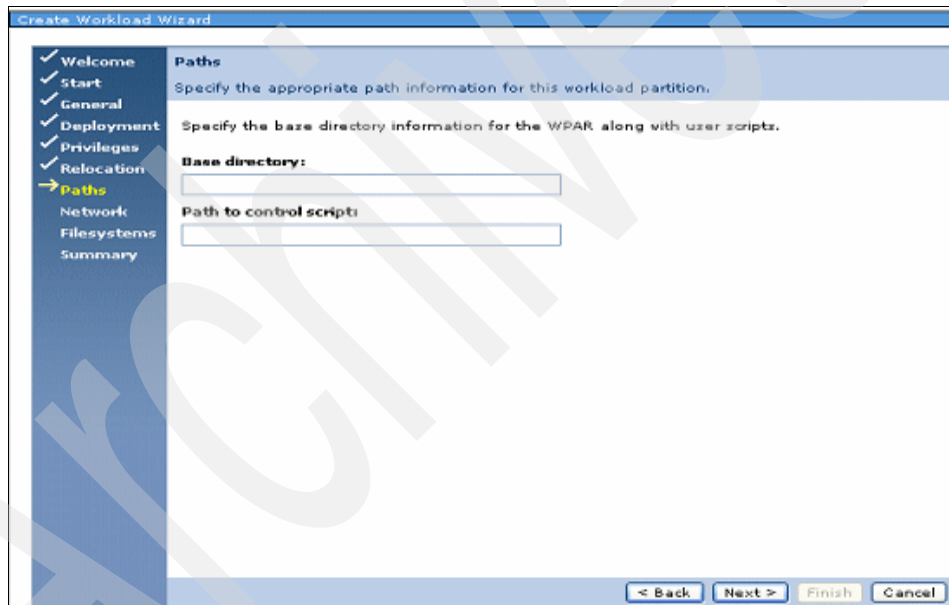 Create Workload Wizard
Welcome
Start
General
Deployment
Privileges
Relocation
Paths
Network
Filesystems
Summary
Paths
Specify the appropriate path information for this workload partition.
Specify the base directory information for the WPAR along with user scripts.
Base directory:
Path to control script:
< Back
Next >
Finish
Cancel